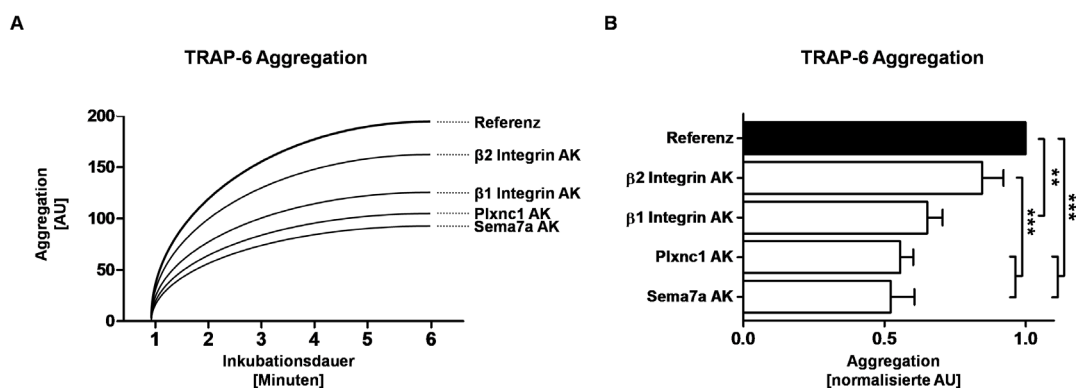 A
TRAP-6 Aggregation
Aggregation
[AU]
200
150
100
50
0
1 2 3 4 5 6
Inkubationsdauer
[Minuten]
Referenz
β2 Integrin AK
β1 Integrin AK
Plxnc1 AK
Sema7a AK
B
TRAP-6 Aggregation
Referenz
β2 Integrin AK
β1 Integrin AK
Plxnc1 AK
Sema7a AK
***
**
***
0.0 0.5 1.0
Aggregation
[normalisierte AU]